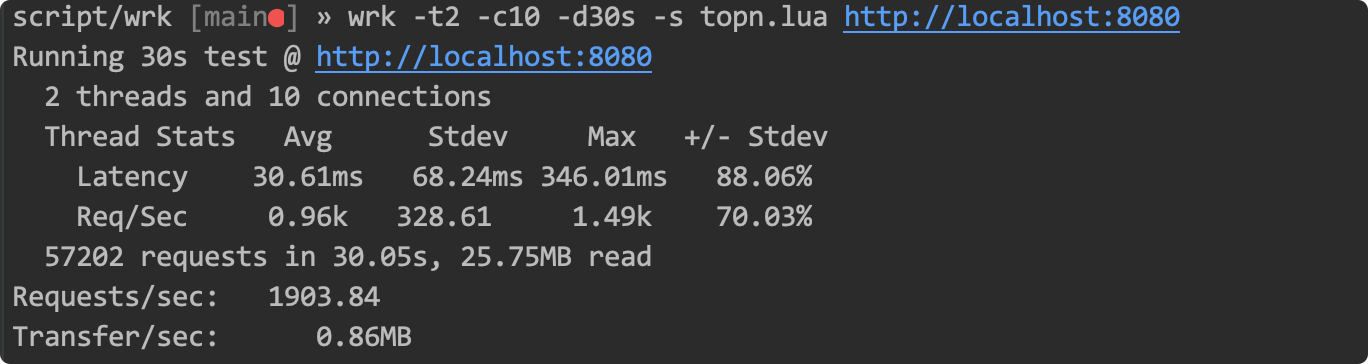 script/wrk [main●] » wrk -t2 -c10 -d30s -s topn.lua http://localhost:8080
Running 30s test @ http://localhost:8080
  2 threads and 10 connections
  Thread Stats   Avg      Stdev     Max   +/- Stdev
    Latency    30.61ms   68.24ms 346.01ms   88.06%
    Req/Sec     0.96k   328.61     1.49k    70.03%
  57202 requests in 30.05s, 25.75MB read
Requests/sec:   1903.84
Transfer/sec:      0.86MB